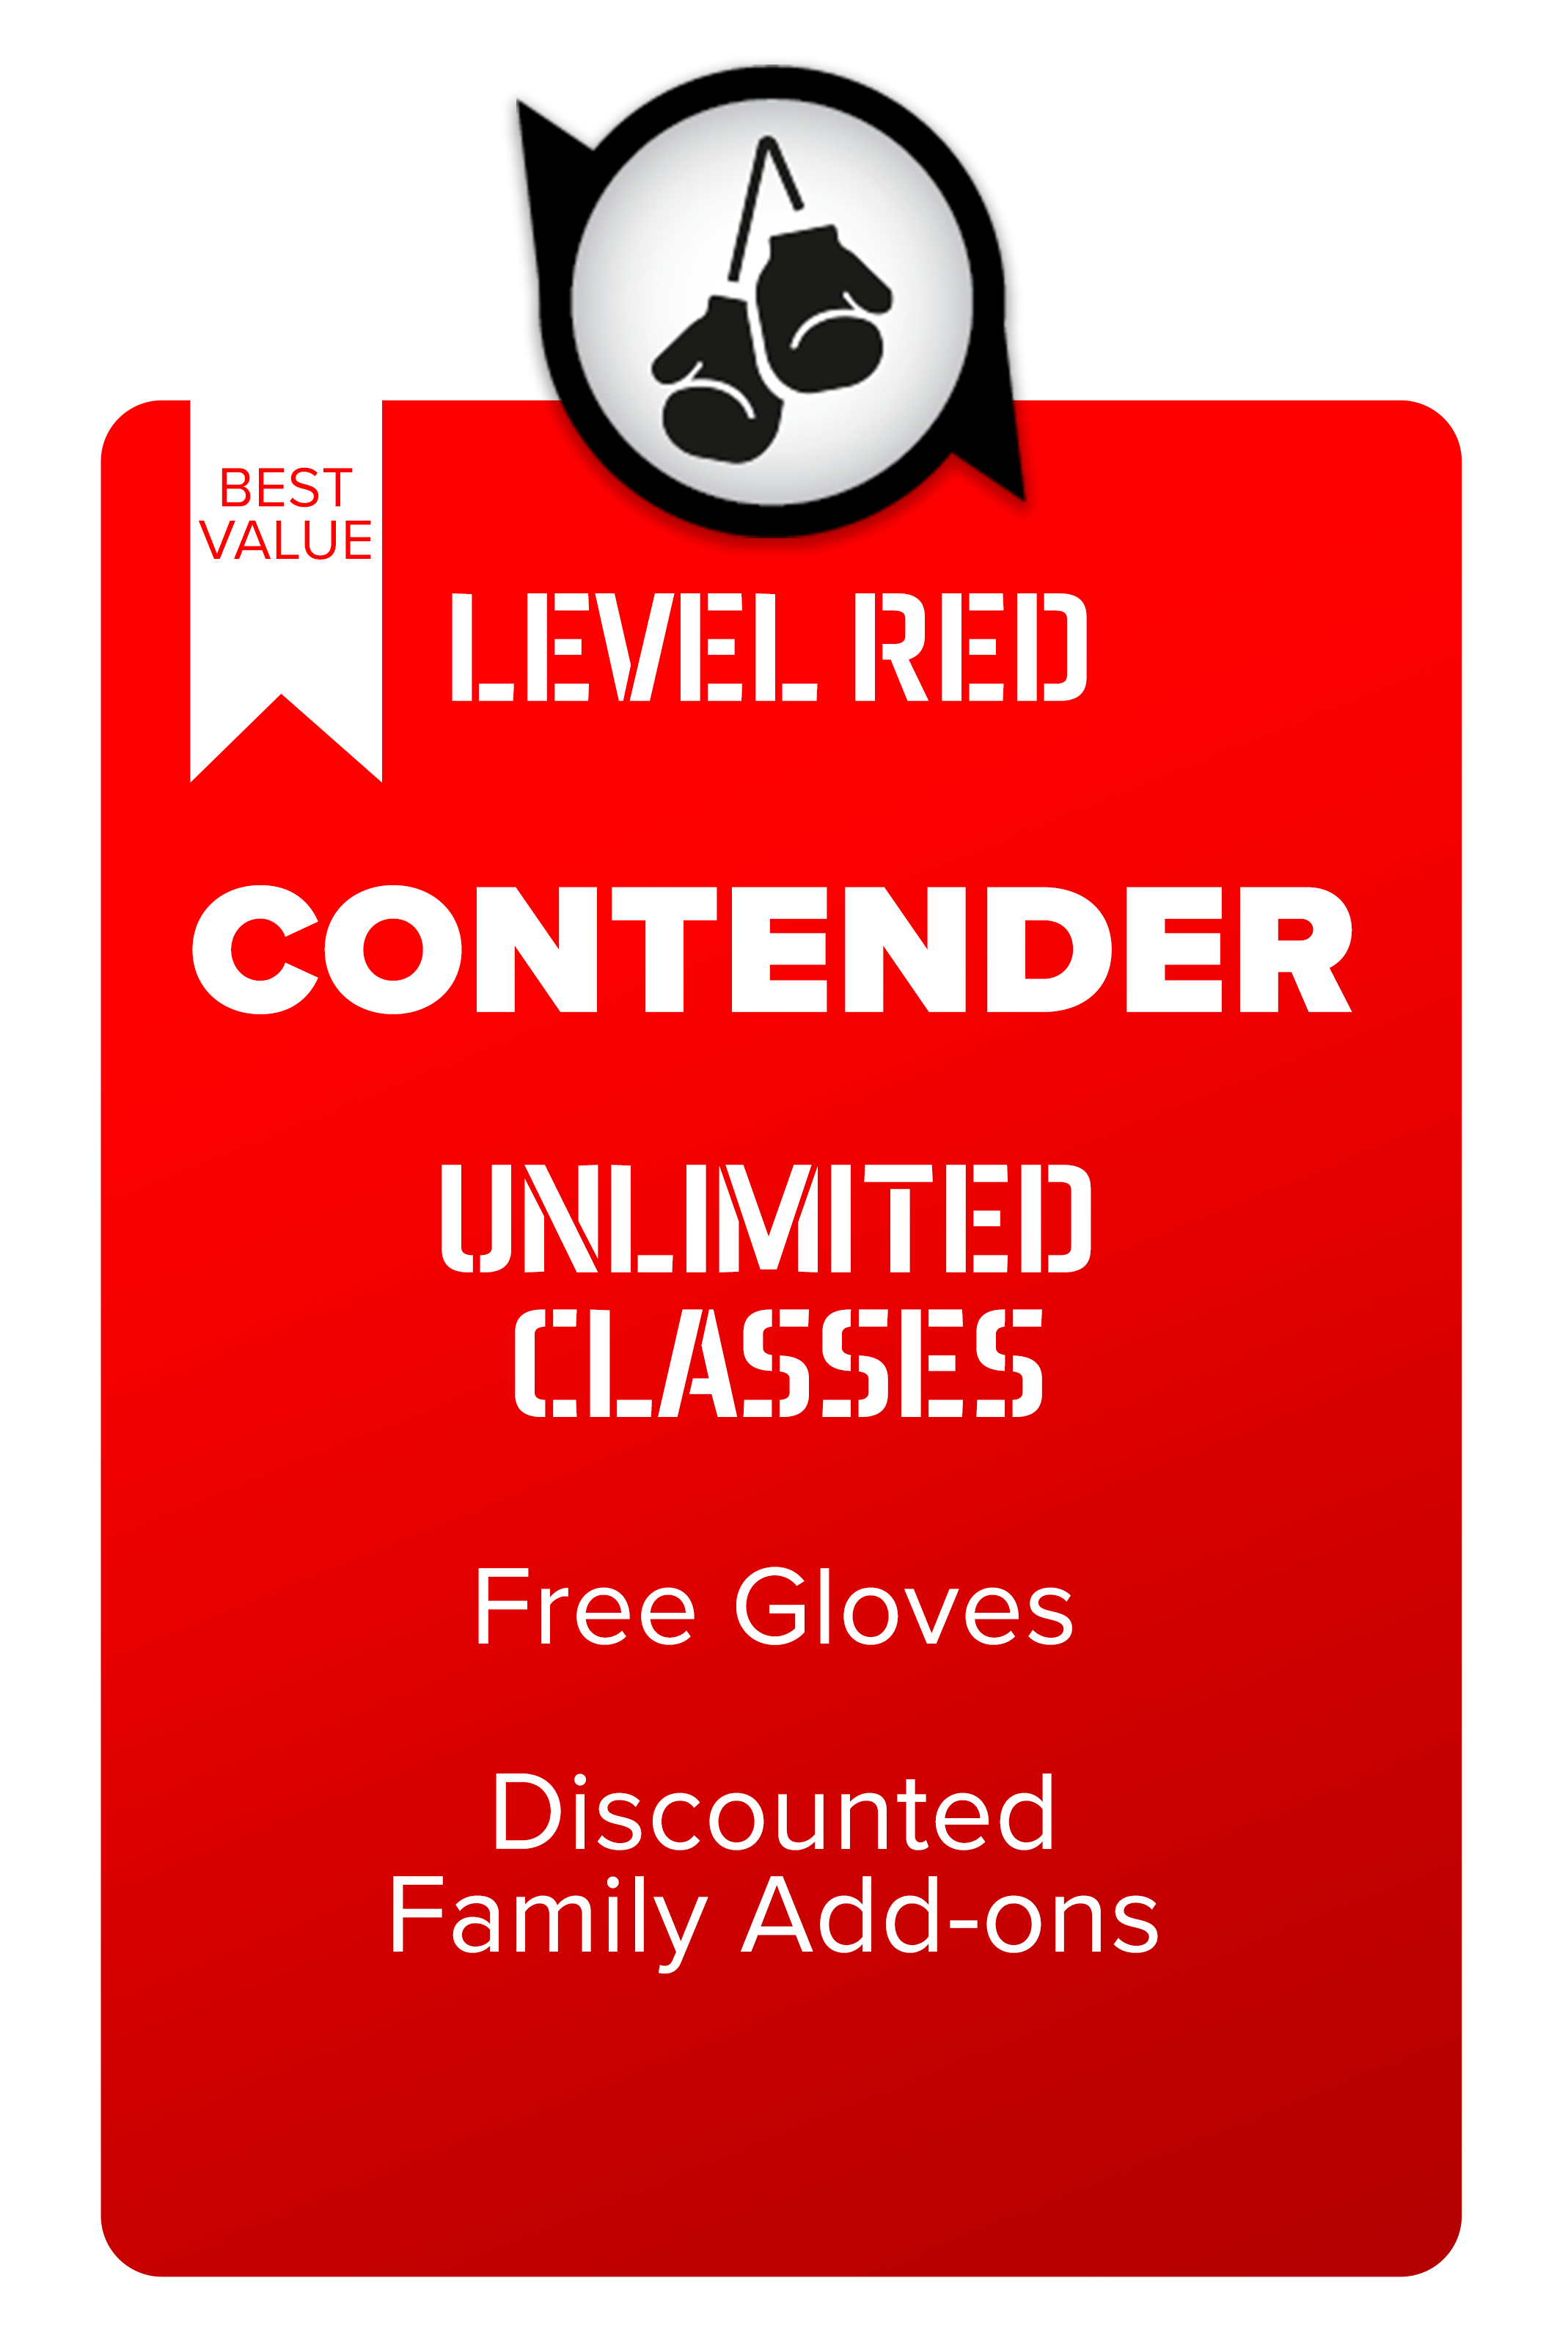 BEST
VALUE
LEVEL RED
CONTENDER
UNLIMITED
CLASSES
Free Gloves
Discounted
Family Add-ons